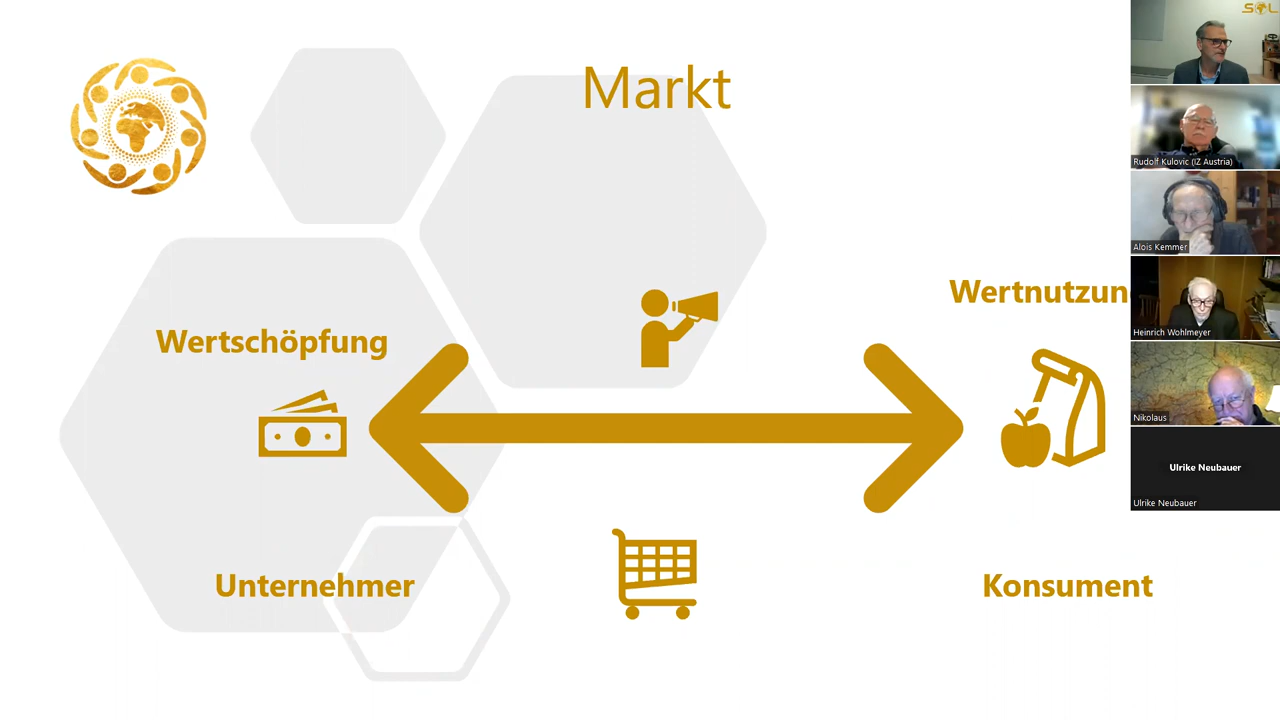 Markt
Wertschöpfung
Wertnutzun
Unternehmer
Konsument
SOL
Rudolf Kulovic (IZ Austria)
Alois Kemmer
Heinrich Wohlmeyer
Nikolaus
Ulrike Neubauer
Ulrike Neubauer